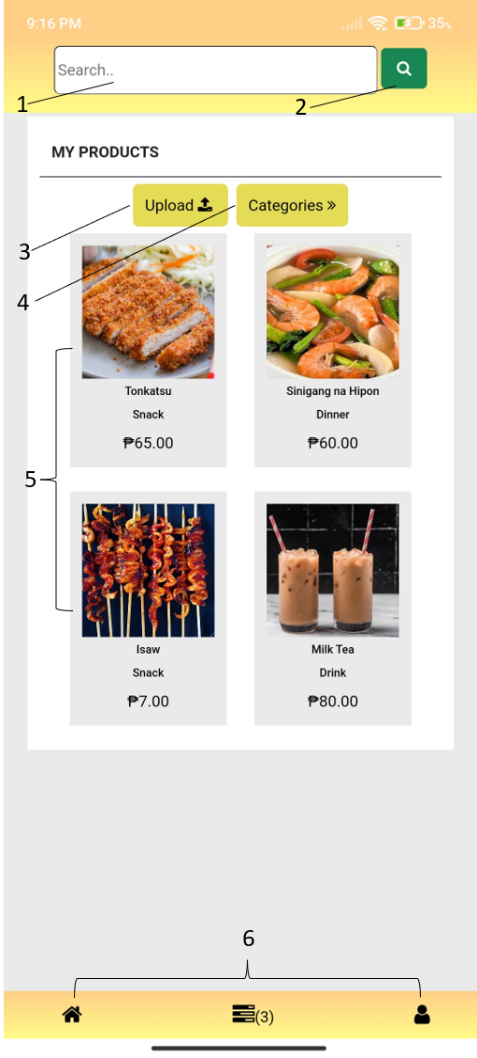 9:16 PM 35%
Search..
1
2
MY PRODUCTS
Upload Categories »
3
4
Tonkatsu Sinigang na Hipon
Snack Dinner
₱65.00 ₱60.00
5
Isaw Milk Tea
Snack Drink
₱7.00 ₱80.00
6
(3)